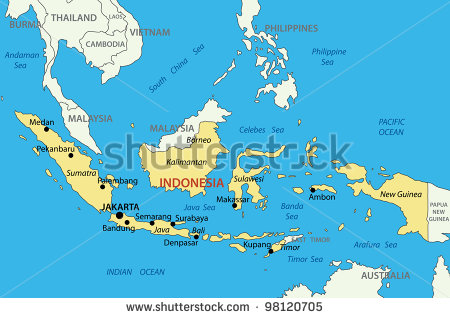 BURMA
THAILAND
LAOS
VIETNAM
CAMBODIA
Andaman
Sea
South China Sea
PHILIPPINES
Philippine
Sea
Medan
MALAYSIA
MALAYSIA
Borneo
Celebes Sea
PACIFIC
OCEAN
Pekanbaru
Kalimantan
Sumatra
Palembang
INDONESIA
Sulawesi
Makassar
Ambon
New Guinea
PAPUA
NEW
GUINEA
JAKARTA
Java Sea
Banda
Sea
Semarang
Surabaya
Bandung
Java
Bali
Denpasar
Kupang
EAST TIMOR
Timor
Timor Sea
Arafura Sea
INDIAN OCEAN
AUSTRALIA
shutterstock
www.shutterstock.com · 98120705